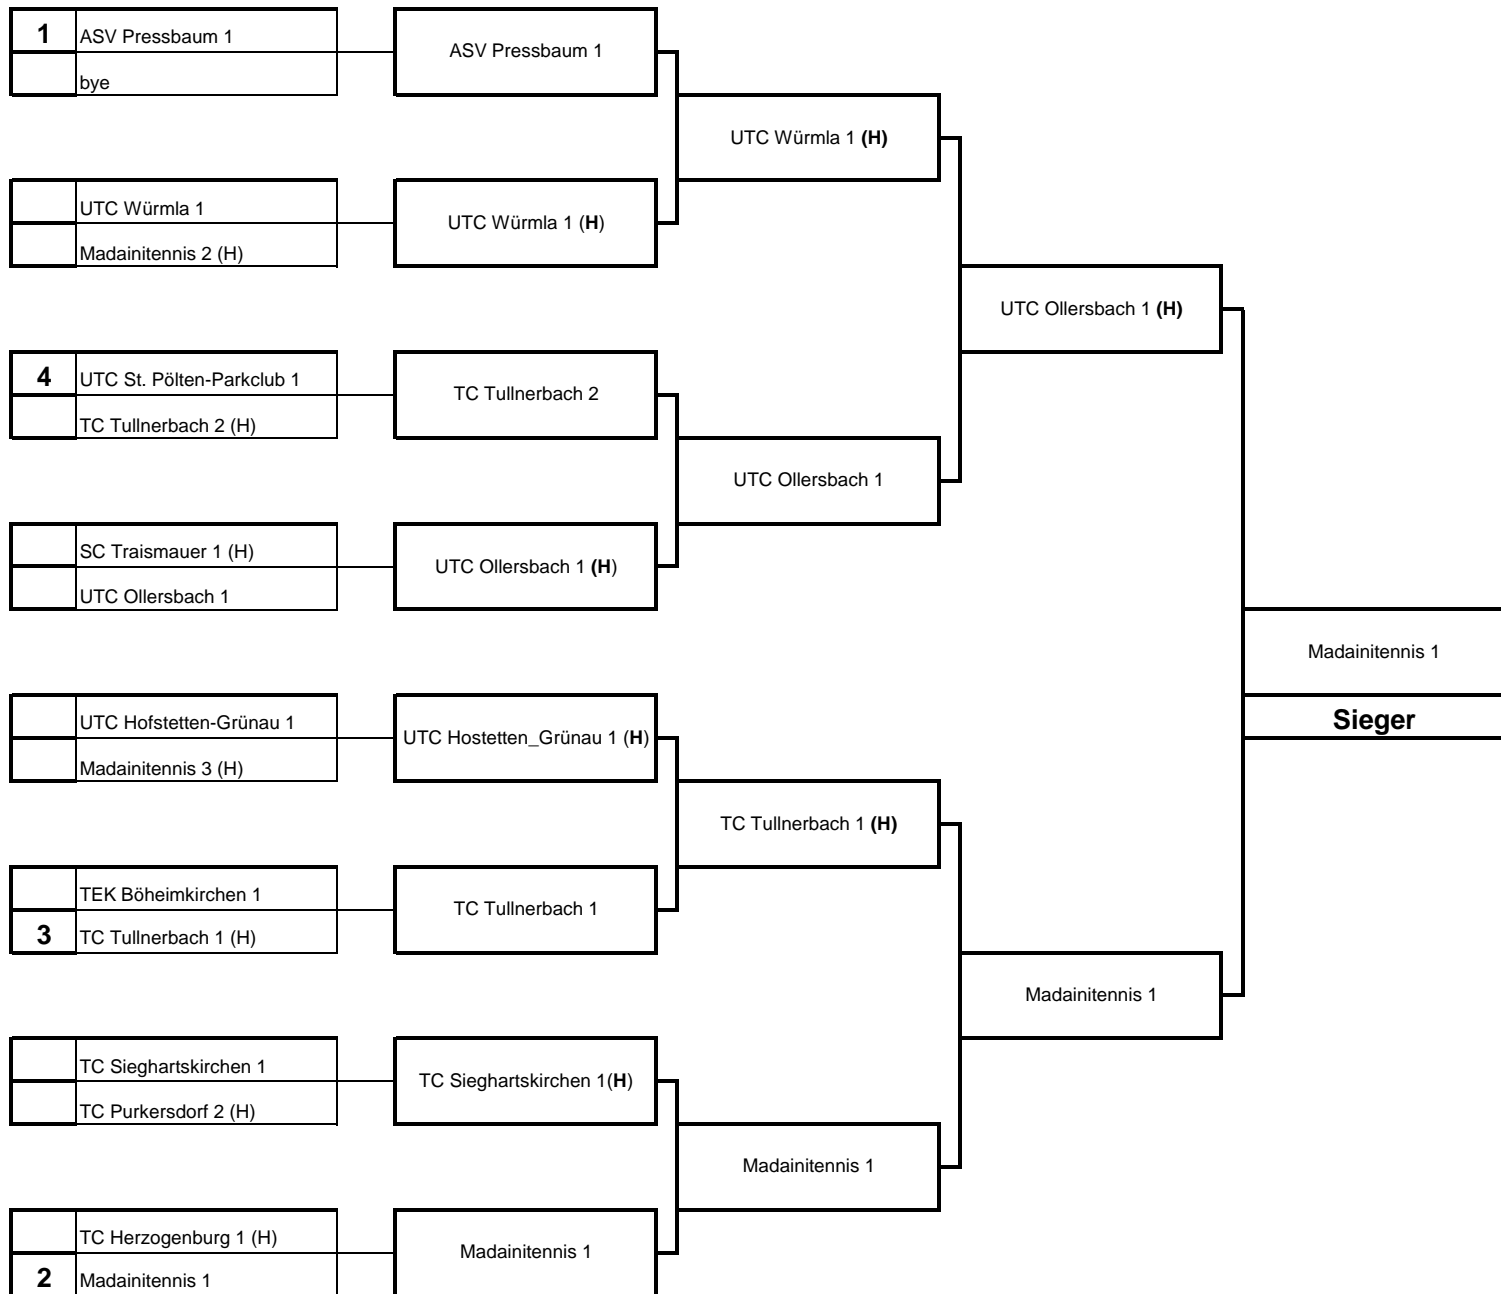 1
ASV Pressbaum 1
bye
UTC Würmla 1
Madainitennis 2 (H)
4
UTC St. Pölten-Parkclub 1
TC Tullnerbach 2 (H)
SC Traismauer 1 (H)
UTC Ollersbach 1
UTC Hofstetten-Grünau 1
Madainitennis 3 (H)
TEK Böheimkirchen 1
3
TC Tullnerbach 1 (H)
TC Sieghartskirchen 1
TC Purkersdorf 2 (H)
TC Herzogenburg 1 (H)
2
Madainitennis 1
ASV Pressbaum 1
UTC Würmla 1 (H)
TC Tullnerbach 2
UTC Ollersbach 1 (H)
UTC Hostetten_Grünau 1 (H)
TC Tullnerbach 1
TC Sieghartskirchen 1(H)
Madainitennis 1
UTC Würmla 1 (H)
UTC Ollersbach 1
TC Tullnerbach 1 (H)
Madainitennis 1
UTC Ollersbach 1 (H)
Madainitennis 1
Madainitennis 1
Sieger